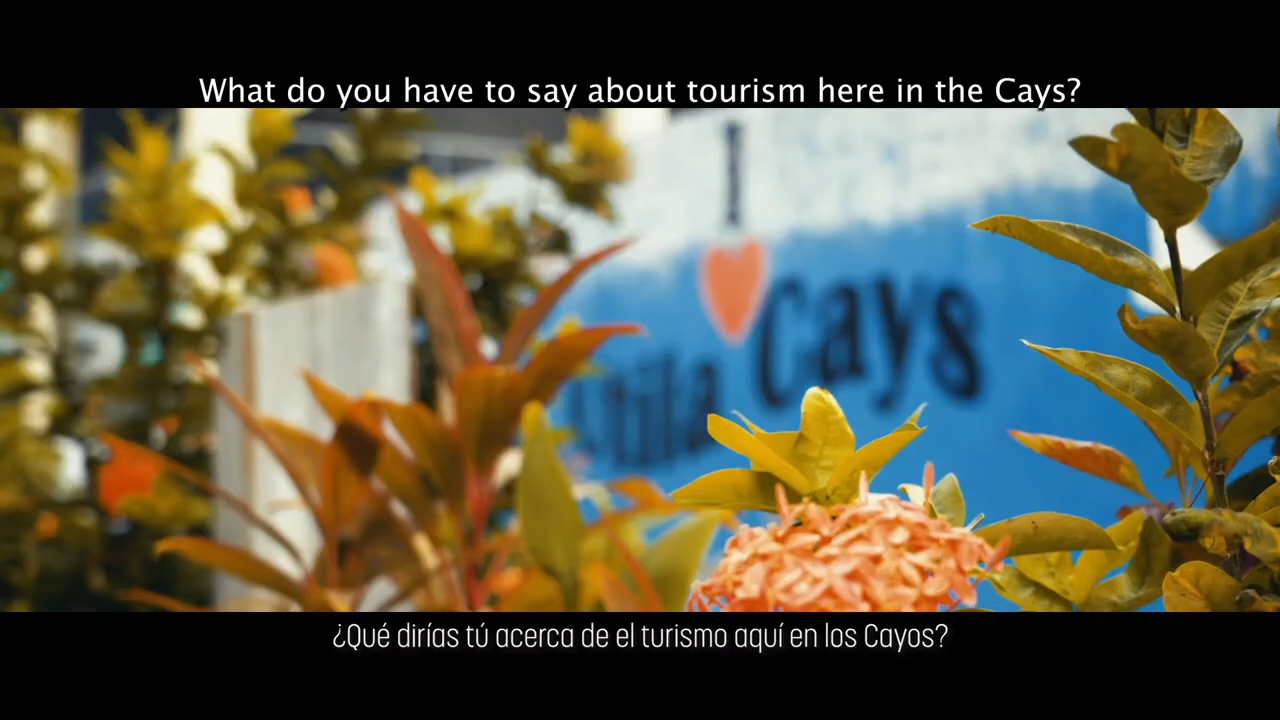 What do you have to say about tourism here in the Cays?
I
Utila Cays
¿Qué dirías tú acerca de el turismo aquí en los Cayos?